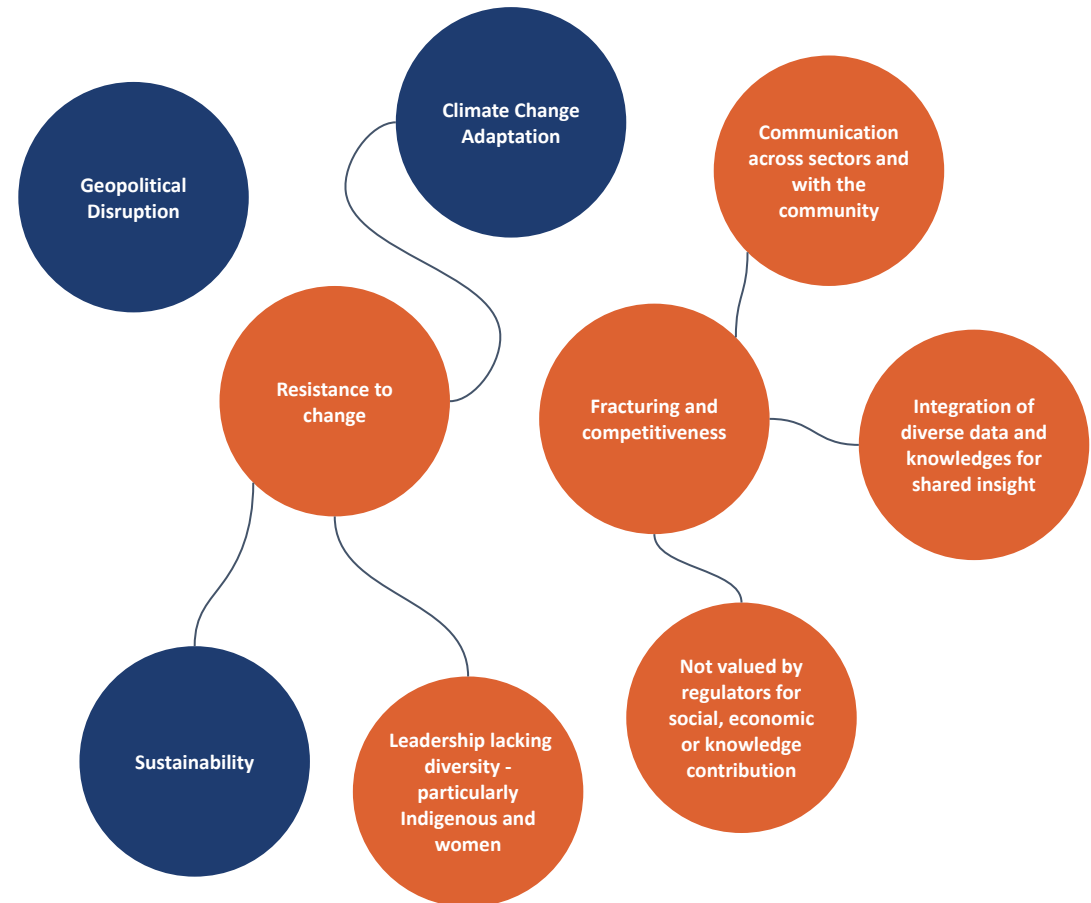 Geopolitical
Disruption
Climate Change
Adaptation
Communication
across sectors and
with the
community
Resistance to
change
Fracturing and
competitiveness
Integration of
diverse data and
knowledges for
shared insight
Sustainability
Leadership lacking
diversity -
particularly
Indigenous and
women
Not valued by
regulators for
social, economic
or knowledge
contribution